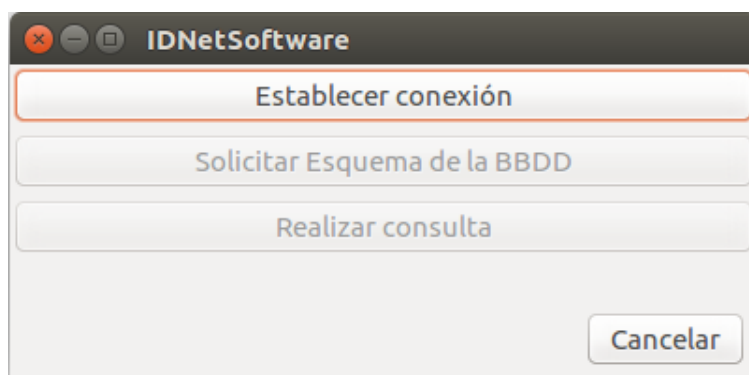 IDNetSoftware
Establecer conexión
Solicitar Esquema de la BBDD
Realizar consulta
Cancelar